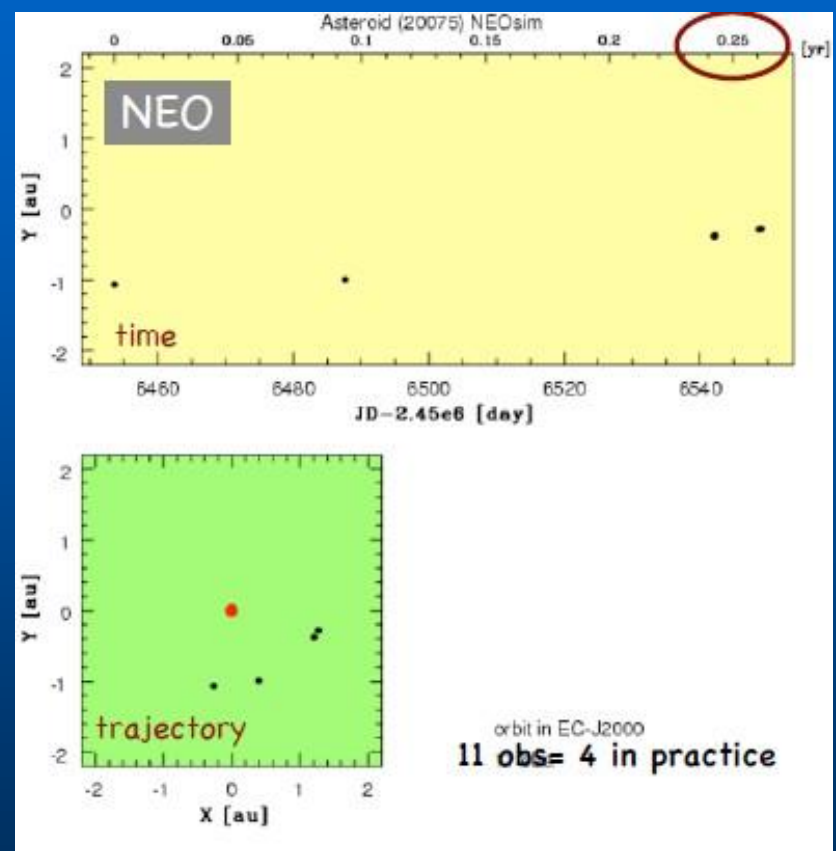 Asteroid (20075) NEOsim
0 0.05 0.1 0.15 0.2 0.25 [yr]
NEO
2
1
0
-1
-2
Y [au]
time
6460 6480 6500 6520 6540
JD-2.45e6 [day]
2
1
0
-1
-2
Y [au]
trajectory
-2 -1 0 1 2
X [au]
orbit in EC-J2000
11 obs= 4 in practice